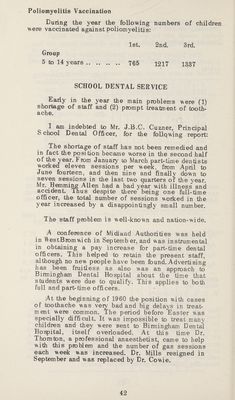 Poliomyelitis Vaccination
During the year the following numbers of children
were vaccinated against poliomyelitis:
1st. 2nd. 3rd.
Group
5 to 14 years .. .. .. .. 765 1217 1337
SCHOOL DENTAL SERVICE
Early in the year the main problems were (1)
shortage of staff and (2) prompt treatment of tooth-
ache.
I am indebted to Mr. J.B.C. Cuzner, Principal
School Dental Officer, for the following report:
The shortage of staff has not been remedied and
in fact the position became worse in the second half
of the year. From January to March part-time dentists
worked eleven sessions per week, from April to
June fourteen, and then nine and finally down to
seven sessions in the last two quarters of the year.
Mr. Henning Allen had a bad year with illness and
accident. Thus despite there being one full-time
officer, the total number of sessions worked in the
year increased by a disappointingly small number.
The staff problem is well-known and nation-wide.
A conference of Midland Authorities was held
in West Bromwich in September, and was instrumental
in obtaining a pay increase for part-time dental
officers. This helped to retain the present staff,
although no new people have been found. Advertising
has been fruitless as also was an approach to
Birmingham Dental Hospital about the time that
students were due to qualify. This applies to both
full and part-time officers.
At the beginning of 1960 the position with cases
of toothache was very bad and big delays in treat-
ment were common. The period before Easter was
specially difficult. It was impossible to treat many
children and they were sent to Birmingham Dental
Hospital, itself overloaded. At this time Dr.
Thornton, a professional anaesthetist, came to help
with this problem and the number of gas sessions
each week was increased. Dr. Mills resigned in
September and was replaced by Dr. Cowie.
42